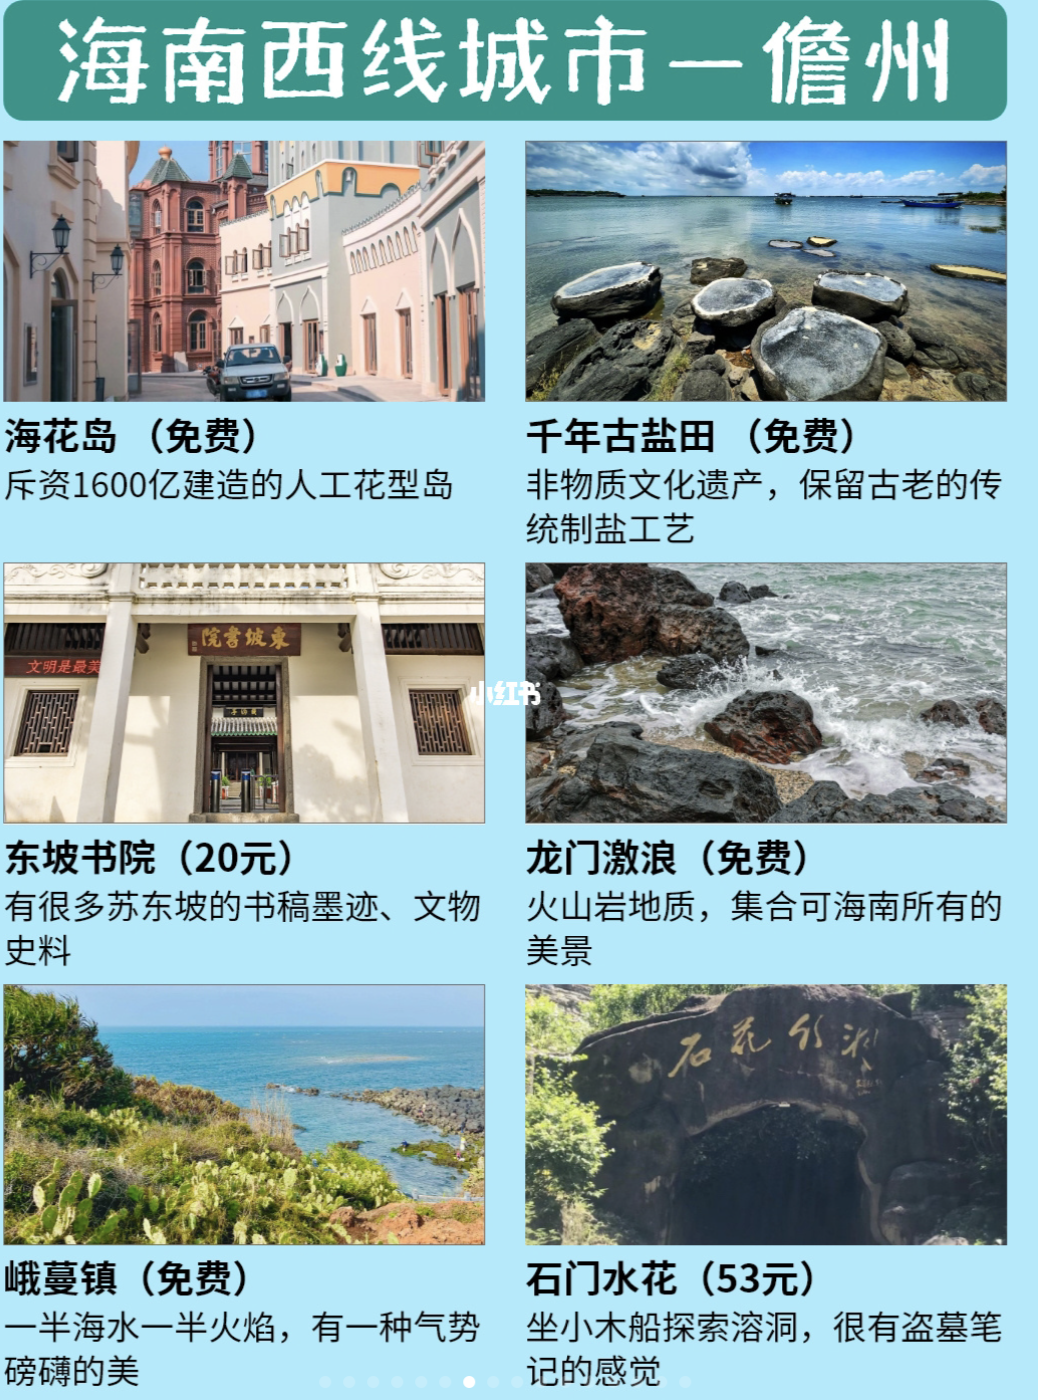 海南西线城市—儋州
海花岛 （免费）
斥资1600亿建造的人工花型岛
千年古盐田 （免费）
非物质文化遗产，保留古老的传
统制盐工艺
東坡書院
文明是最美
小红书
东坡书院（20元）
有很多苏东坡的书稿墨迹、文物
史料
龙门激浪（免费）
火山岩地质，集合可海南所有的
美景
石花
峨蔓镇（免费）
一半海水一半火焰，有一种气势
磅礴的美
石门水花（53元）
坐小木船探索溶洞，很有盗墓笔
记的感觉